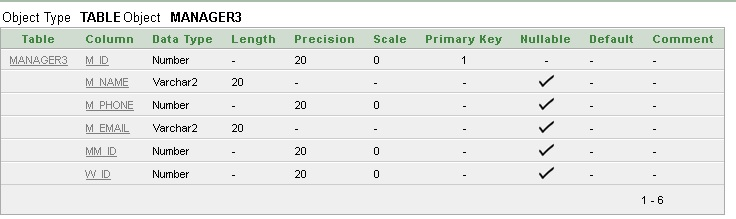 Object Type TABLE Object MANAGER3
Table Column Data Type Length Precision Scale Primary Key Nullable Default Comment
MANAGER3 M_ID Number - 20 0 1 - - -
M_NAME Varchar2 20 - - - ✓ - -
M_PHONE Number - 20 0 - ✓ - -
M_EMAIL Varchar2 20 - - - ✓ - -
MM_ID Number - 20 0 - ✓ - -
VV_ID Number - 20 0 - ✓ - -
1 - 6